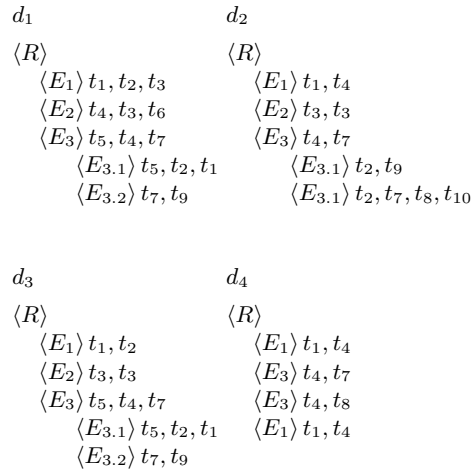 d₁
⟨R⟩
⟨E₁⟩ t₁, t₂, t₃
⟨E₂⟩ t₄, t₃, t₆
⟨E₃⟩ t₅, t₄, t₇
⟨E₃.₁⟩ t₅, t₂, t₁
⟨E₃.₂⟩ t₇, t₉
d₂
⟨R⟩
⟨E₁⟩ t₁, t₄
⟨E₂⟩ t₃, t₃
⟨E₃⟩ t₄, t₇
⟨E₃.₁⟩ t₂, t₉
⟨E₃.₁⟩ t₂, t₇, t₈, t₁₀
d₃
⟨R⟩
⟨E₁⟩ t₁, t₂
⟨E₂⟩ t₃, t₃
⟨E₃⟩ t₅, t₄, t₇
⟨E₃.₁⟩ t₅, t₂, t₁
⟨E₃.₂⟩ t₇, t₉
d₄
⟨R⟩
⟨E₁⟩ t₁, t₄
⟨E₃⟩ t₄, t₇
⟨E₃⟩ t₄, t₈
⟨E₁⟩ t₁, t₄